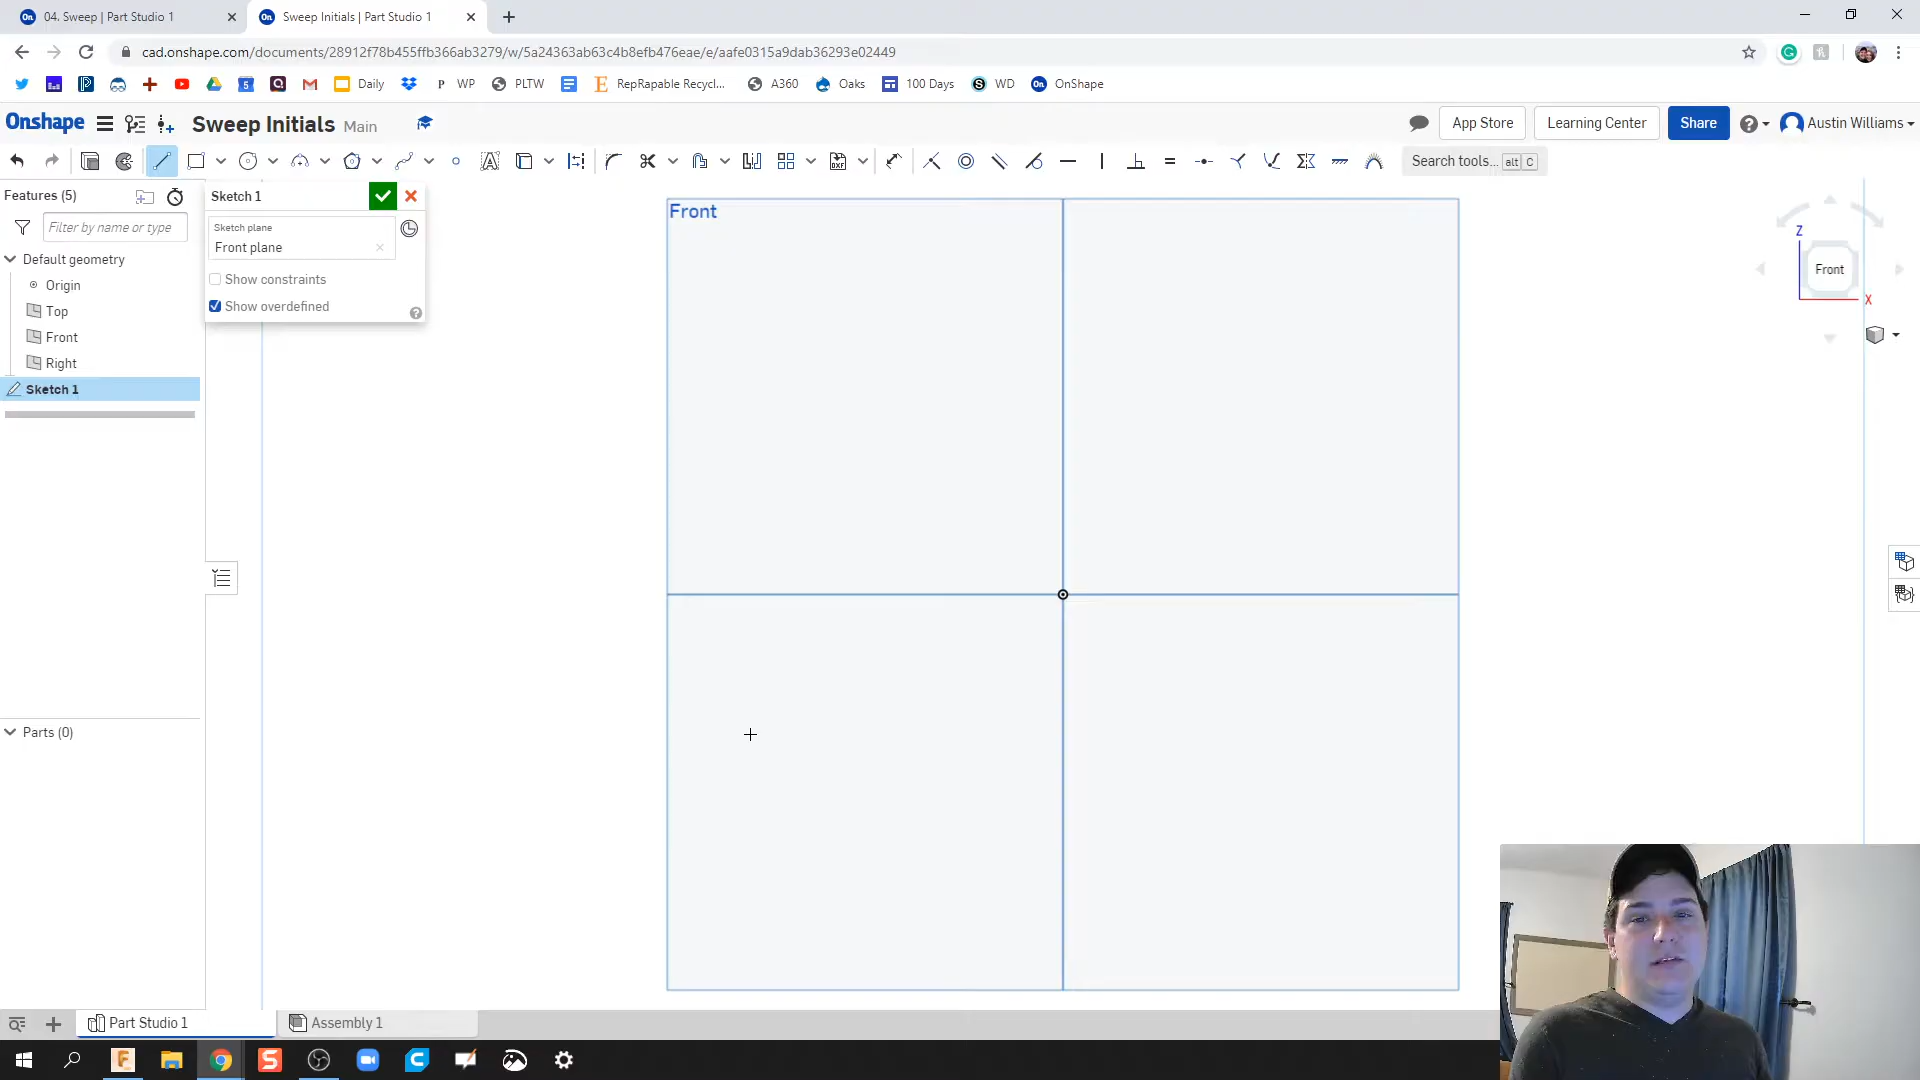 04. Sweep | Part Studio 1
Sweep Initials | Part Studio 1
cad.onshape.com/documents/28912f78b455ffb366ab3279/w/5a24363ab63c4b8efb476eae/e/aafe0315a9dab36293e02449
5
Daily
P WP
PLTW
RepRapable Recycl...
A360
Oaks
100 Days
WD
On OnShape
Onshape
Sweep Initials Main
App Store
Learning Center
Share
Austin Williams
Search tools... alt C
Features (5)
Filter by name or type
Default geometry
Origin
Top
Front
Right
Sketch 1
Parts (0)
Sketch 1
Sketch plane
Front plane
Show constraints
Show overdefined
Front
Z
Front
X
Part Studio 1
Assembly 1